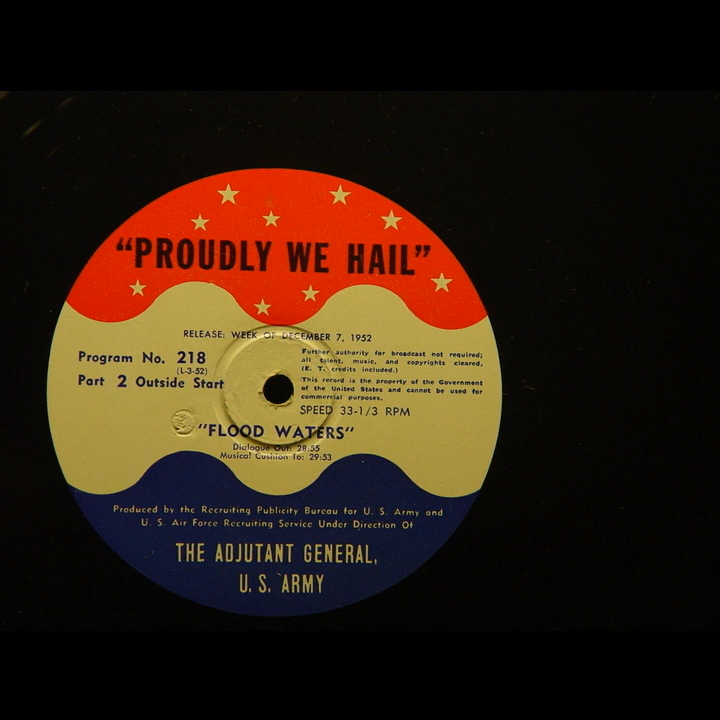 “PROUDLY WE HAIL”
RELEASE: WEEK OF DECEMBER 7, 1952
Program No. 218
(L-3-52)
Part 2 Outside Start
Further authority for broadcast not required;
all talent, music, and copyrights cleared,
(E. T. credits included.)
This record is the property of the Government
of the United States and cannot be used for
commercial purposes.
SPEED 33-1/3 RPM
"FLOOD WATERS"
Dialogue Out: 28:55
Musical Cushion To: 29:53
Produced by the Recruiting Publicity Bureau for U. S. Army and
U. S. Air Force Recruiting Service Under Direction Of
THE ADJUTANT GENERAL,
U. S. ARMY